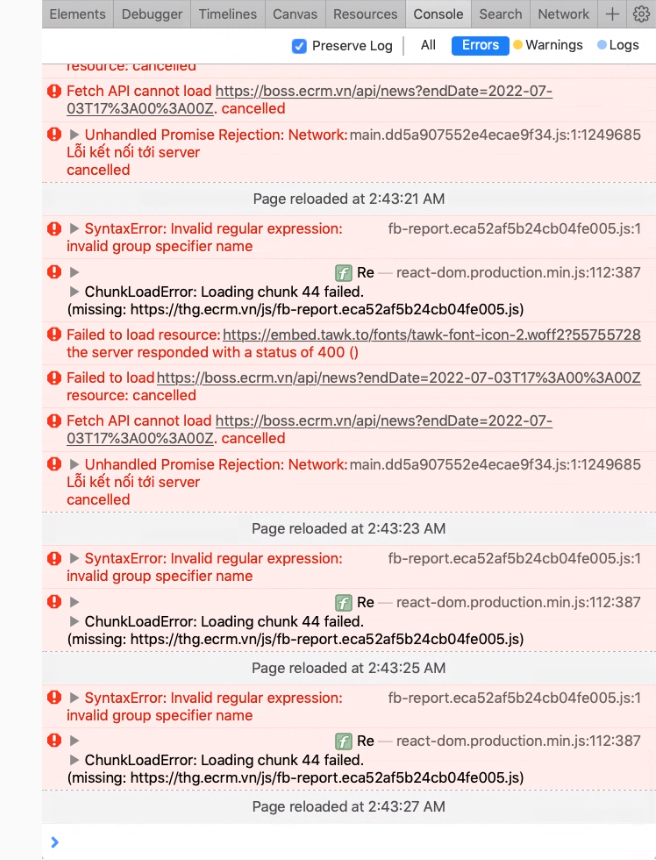 Elements Debugger Timelines Canvas Resources Console Search Network
Preserve Log All Errors Warnings Logs
resource: cancelled
Fetch API cannot load https://boss.ecrm.vn/api/news?endDate=2022-07-
03T17%3A00%3A00Z. cancelled
Unhandled Promise Rejection: Network: main.dd5a907552e4ecae9f34.js:1:1249685
Lỗi kết nối tới server
cancelled
Page reloaded at 2:43:21 AM
SyntaxError: Invalid regular expression: fb-report.eca52af5b24cb04fe005.js:1
invalid group specifier name
f Re — react-dom.production.min.js:112:387
ChunkLoadError: Loading chunk 44 failed.
(missing: https://thg.ecrm.vn/js/fb-report.eca52af5b24cb04fe005.js)
Failed to load resource: https://embed.tawk.to/fonts/tawk-font-icon-2.woff2?55755728
the server responded with a status of 400 ()
Failed to load https://boss.ecrm.vn/api/news?endDate=2022-07-03T17%3A00%3A00Z
resource: cancelled
Fetch API cannot load https://boss.ecrm.vn/api/news?endDate=2022-07-
03T17%3A00%3A00Z. cancelled
Unhandled Promise Rejection: Network: main.dd5a907552e4ecae9f34.js:1:1249685
Lỗi kết nối tới server
cancelled
Page reloaded at 2:43:23 AM
SyntaxError: Invalid regular expression: fb-report.eca52af5b24cb04fe005.js:1
invalid group specifier name
f Re — react-dom.production.min.js:112:387
ChunkLoadError: Loading chunk 44 failed.
(missing: https://thg.ecrm.vn/js/fb-report.eca52af5b24cb04fe005.js)
Page reloaded at 2:43:25 AM
SyntaxError: Invalid regular expression: fb-report.eca52af5b24cb04fe005.js:1
invalid group specifier name
f Re — react-dom.production.min.js:112:387
ChunkLoadError: Loading chunk 44 failed.
(missing: https://thg.ecrm.vn/js/fb-report.eca52af5b24cb04fe005.js)
Page reloaded at 2:43:27 AM